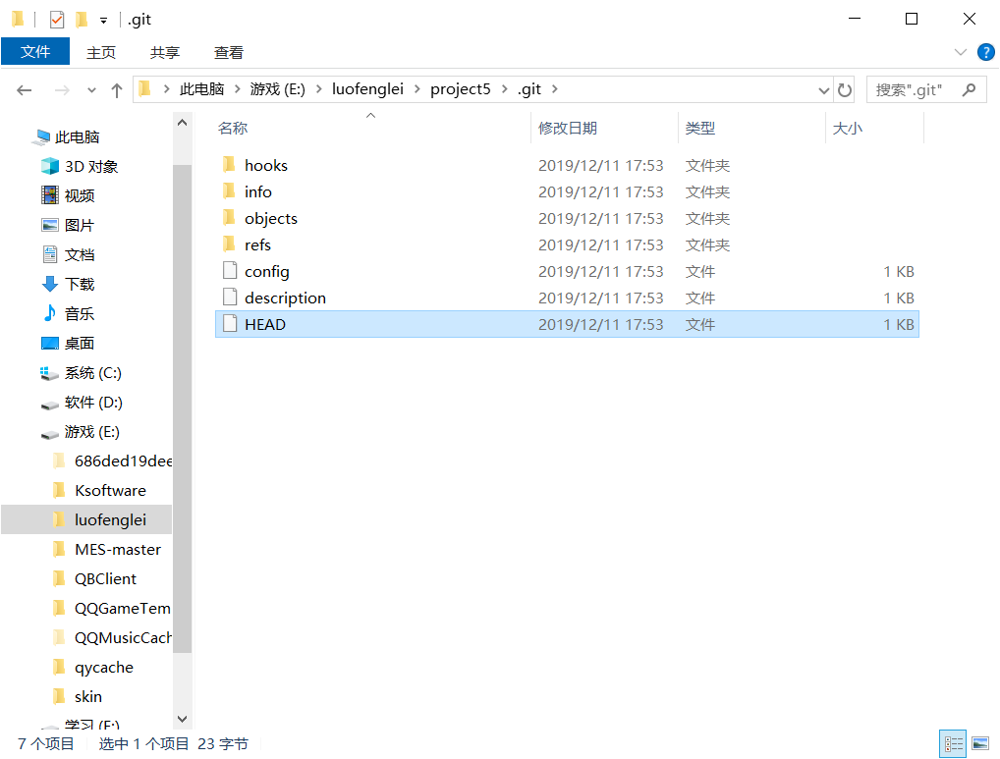 .git
文件 主页 共享 查看
此电脑 游戏 (E:) luofenglei project5 .git 搜索".git"
名称 修改日期 类型 大小
此电脑
3D 对象
视频
图片
文档
下载
音乐
桌面
系统 (C:)
软件 (D:)
游戏 (E:)
686ded19dee
Ksoftware
luofenglei
MES-master
QBClient
QQGameTem
QQMusicCach
qycache
skin
学习 (F:)
hooks 2019/12/11 17:53 文件夹
info 2019/12/11 17:53 文件夹
objects 2019/12/11 17:53 文件夹
refs 2019/12/11 17:53 文件夹
config 2019/12/11 17:53 文件 1 KB
description 2019/12/11 17:53 文件 1 KB
HEAD 2019/12/11 17:53 文件 1 KB
7 个项目 选中 1 个项目 23 字节